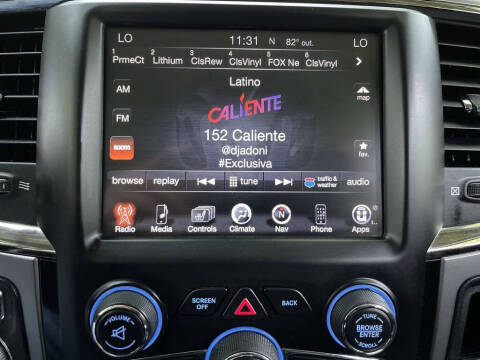 LO 11:31 N 82° out. LO
1 PrmeCt 2 Lithium 3 ClsRew 4 ClsVinyl 5 FOX Ne 6 ClsVinyl
Latino
AM
CALIENTE
map
FM
152 Caliente
@djadoni
sxm
fav.
#Exclusiva
browse replay tune traffic & weather audio
Radio Media Controls Climate Nav Phone Apps
VOLUME
SCREEN OFF
BACK
TUNE
BROWSE
ENTER
SCROLL